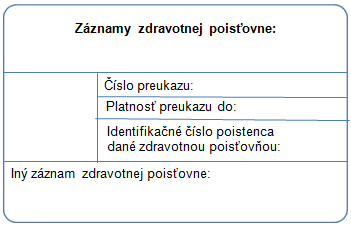 Záznamy zdravotnej poisťovne:
Číslo preukazu:
Platnosť preukazu do:
Identifikačné číslo poistenca
dané zdravotnou poisťovňou:
Iný záznam zdravotnej poisťovne: